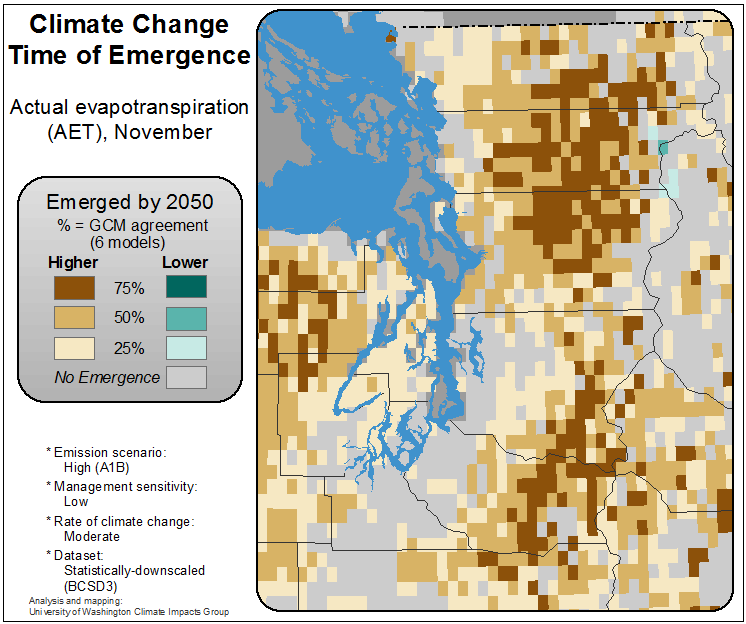 Climate Change
Time of Emergence
Actual evapotranspiration
(AET), November
Emerged by 2050
% = GCM agreement
(6 models)
Higher Lower
75%
50%
25%
No Emergence
* Emission scenario:
High (A1B)
* Management sensitivity:
Low
* Rate of climate change:
Moderate
* Dataset:
Statistically-downscaled
(BCSD3)
Analysis and mapping:
University of Washington Climate Impacts Group